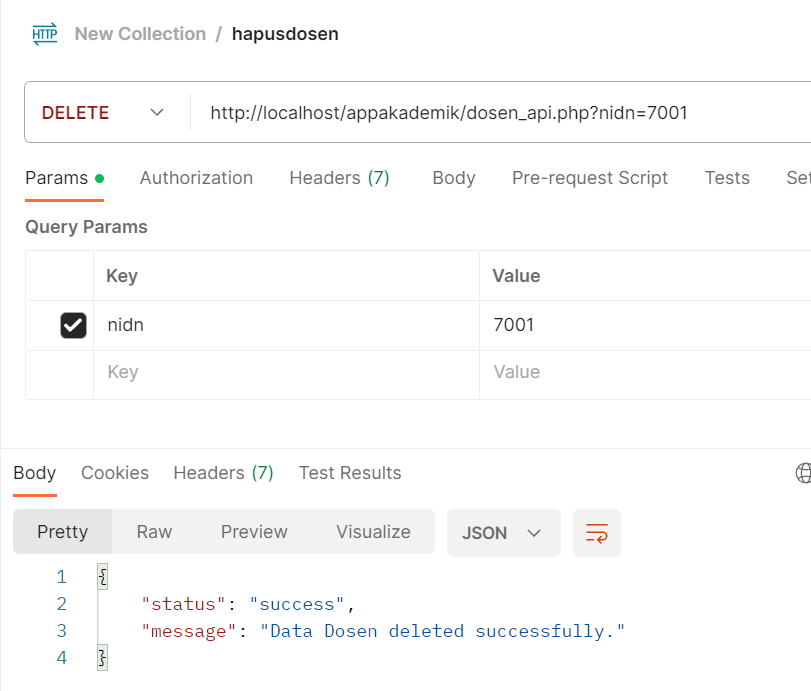 HTTP New Collection / hapusdosen
DELETE http://localhost/appakademik/dosen_api.php?nidn=7001
Params Authorization Headers (7) Body Pre-request Script Tests Set
Query Params
Key Value
nidn 7001
Key Value
Body Cookies Headers (7) Test Results
Pretty Raw Preview Visualize JSON
1 {
2 "status": "success",
3 "message": "Data Dosen deleted successfully."
4 }